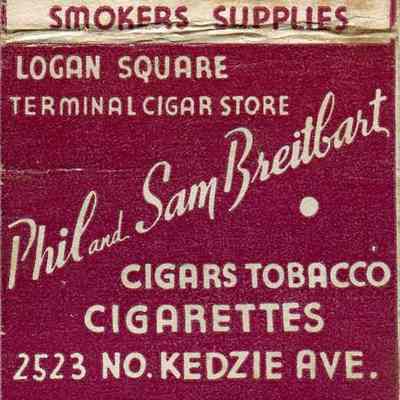 SMOKERS SUPPLIES
LOGAN SQUARE
TERMINAL CIGAR STORE
Phil and Sam Breitbart
CIGARS TOBACCO
CIGARETTES
2523 NO. KEDZIE AVE.